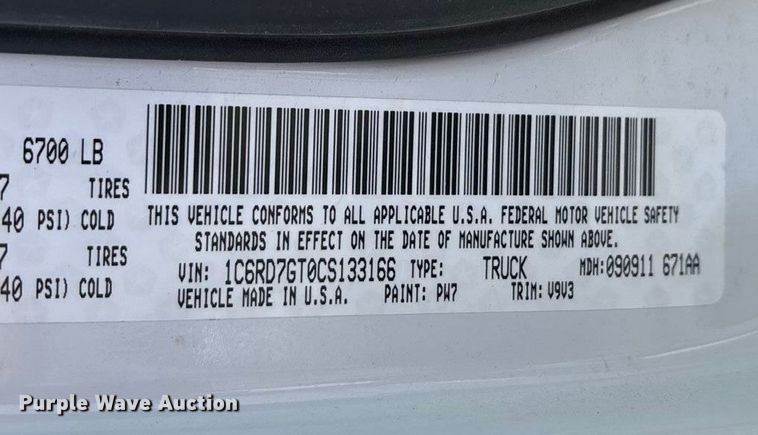 6700 LB
7 TIRES
40 PSI) COLD
7 TIRES
40 PSI) COLD
THIS VEHICLE CONFORMS TO ALL APPLICABLE U.S.A. FEDERAL MOTOR VEHICLE SAFETY
STANDARDS IN EFFECT ON THE DATE OF MANUFACTURE SHOWN ABOVE.
VIN: 1C6RD7GT0CS133166 TYPE: TRUCK MDH:090911 671AA
VEHICLE MADE IN U.S.A. PAINT: PW7 TRIM: V9V3
Purple Wave Auction